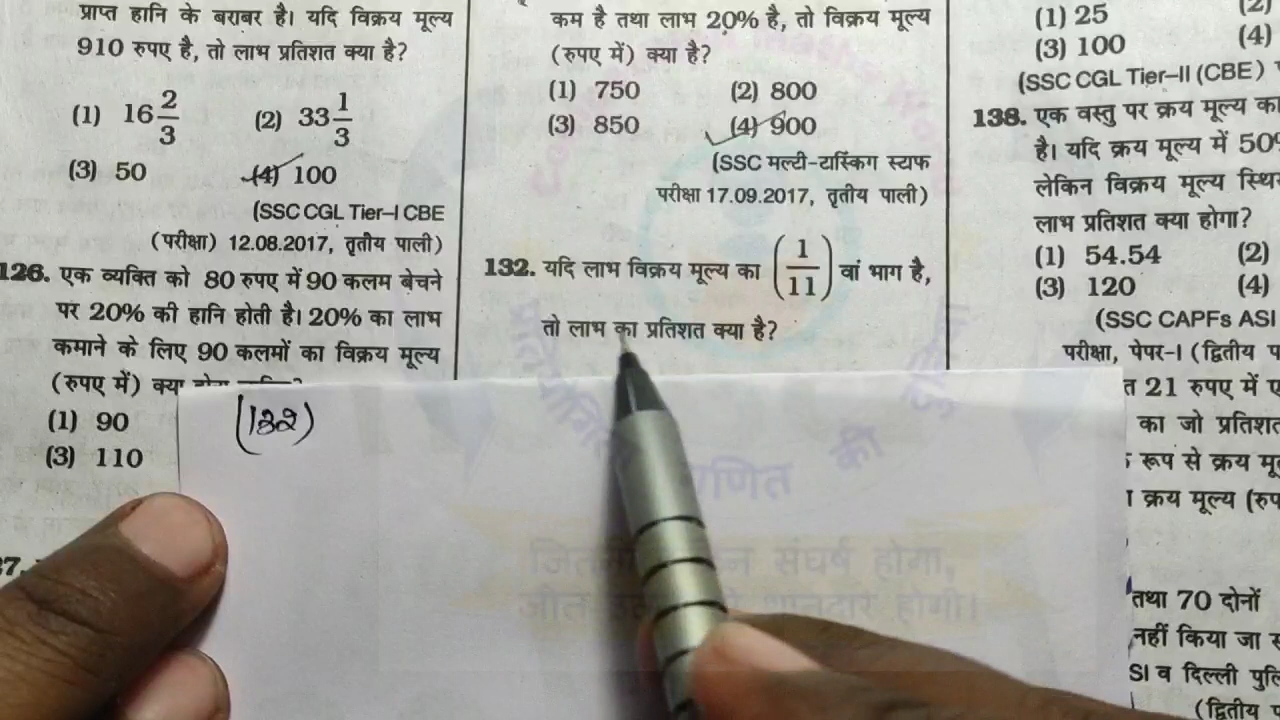 प्राप्त हानि के बराबर है। यदि विक्रय मूल्य
910 रुपए है, तो लाभ प्रतिशत क्या है?
(1) 16 2/3 (2) 33 1/3
(3) 50 (4) 100
(SSC CGL Tier–I CBE
(परीक्षा) 12.08.2017, तृतीय पाली)
126. एक व्यक्ति को 80 रुपए में 90 कलम बेचने
पर 20% की हानि होती है। 20% का लाभ
कमाने के लिए 90 कलमों का विक्रय मूल्य
(रुपए में) क्या
(1) 90
(3) 110
कम है तथा लाभ 20% है, तो विक्रय मूल्य
(रुपए में) क्या है?
(1) 750 (2) 800
(3) 850 (4) 900
(SSC मल्टी-टास्किंग स्टाफ
परीक्षा 17.09.2017, तृतीय पाली)
132. यदि लाभ विक्रय मूल्य का (1/11) वां भाग है,
तो लाभ का प्रतिशत क्या है?
(132)
गणित की
संघर्ष होगा,
शानदार होगी।
(1) 25 (2)
(3) 100 (4)
(SSC CGL Tier–II (CBE)
138. एक वस्तु पर क्रय मूल्य का
है। यदि क्रय मूल्य में 50%
लेकिन विक्रय मूल्य
लाभ प्रतिशत क्या होगा?
(1) 54.54 (2)
(3) 120 (4)
(SSC CAPFs ASI
परीक्षा, पेपर–I (द्वितीय
21 रुपए में
का जो प्रतिशत
रूप से क्रय
क्रय मूल्य
तथा 70 दोनों
नहीं किया जा
SI व दिल्ली
(द्वितीय